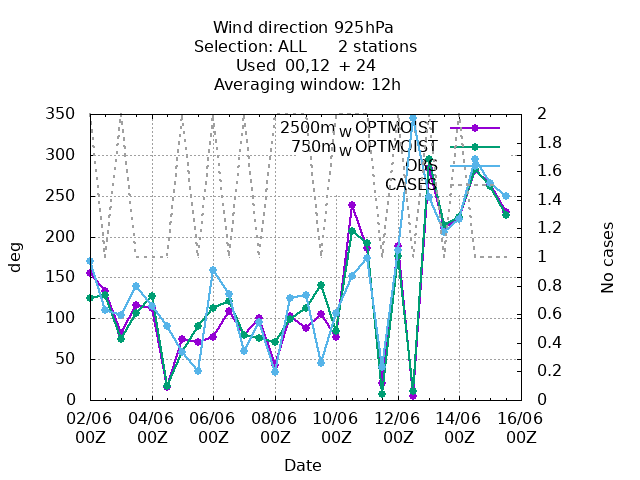 Wind direction 925hPa
Selection: ALL 2 stations
Used 00,12 + 24
Averaging window: 12h
350
300
250
200
150
100
50
0
deg
2
1.8
1.6
1.4
1.2
1
0.8
0.6
0.4
0.2
0
No cases
2500m_W OPTMOIST
750m_W OPTMOIST
OBS
CASES
02/06 04/06 06/06 08/06 10/06 12/06 14/06 16/06
00Z 00Z 00Z 00Z 00Z 00Z 00Z 00Z
Date